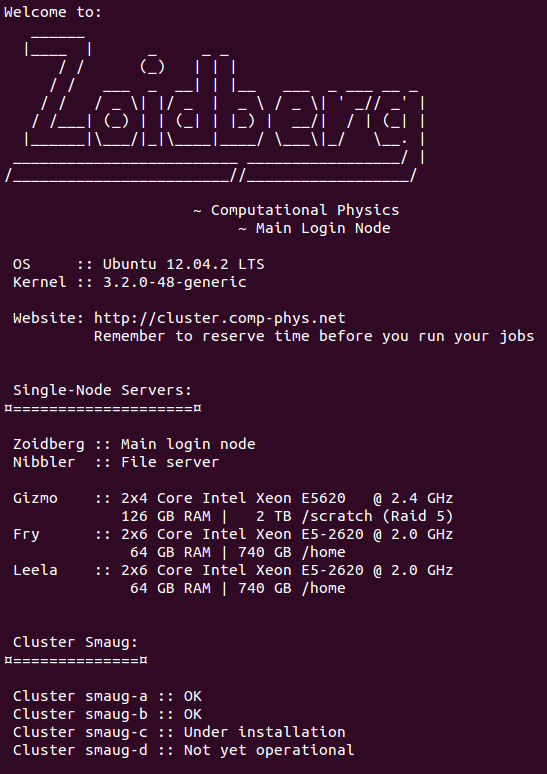 Welcome to:
Zoidberg
~ Computational Physics
~ Main Login Node
OS     :: Ubuntu 12.04.2 LTS
Kernel :: 3.2.0-48-generic
Website: http://cluster.comp-phys.net
Remember to reserve time before you run your jobs
Single-Node Servers:
¤====================¤
Zoidberg :: Main login node
Nibbler  :: File server
Gizmo    :: 2x4 Core Intel Xeon E5620   @ 2.4 GHz
126 GB RAM |   2 TB /scratch (Raid 5)
Fry      :: 2x6 Core Intel Xeon E5-2620 @ 2.0 GHz
64 GB RAM | 740 GB /home
Leela    :: 2x6 Core Intel Xeon E5-2620 @ 2.0 GHz
64 GB RAM | 740 GB /home
Cluster Smaug:
¤==============¤
Cluster smaug-a :: OK
Cluster smaug-b :: OK
Cluster smaug-c :: Under installation
Cluster smaug-d :: Not yet operational